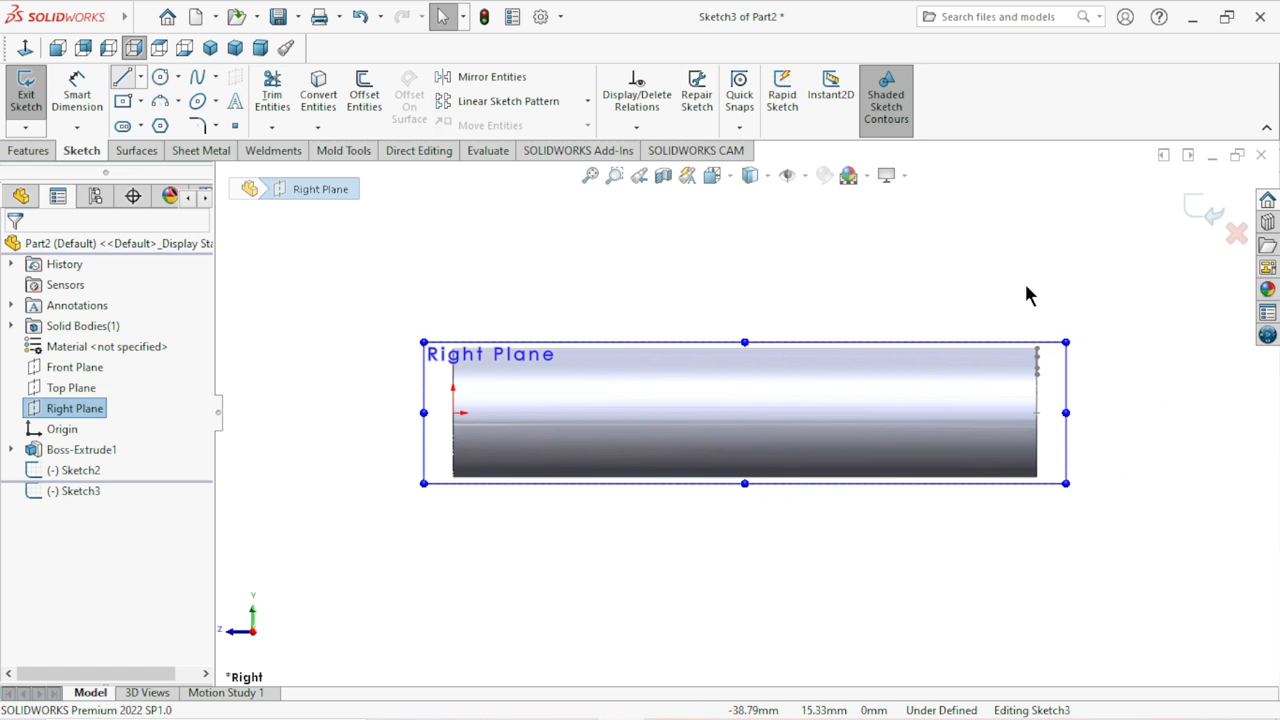 SOLIDWORKS
Sketch3 of Part2 *
Search files and models
Exit Sketch
Smart Dimension
Trim Entities
Convert Entities
Offset Entities
Offset On Surface
Mirror Entities
Linear Sketch Pattern
Move Entities
Display/Delete Relations
Repair Sketch
Quick Snaps
Rapid Sketch
Instant2D
Shaded Sketch Contours
Features
Sketch
Surfaces
Sheet Metal
Weldments
Mold Tools
Direct Editing
Evaluate
SOLIDWORKS Add-Ins
SOLIDWORKS CAM
Right Plane
Part2 (Default) <<Default>_Display Sta
History
Sensors
Annotations
Solid Bodies(1)
Material <not specified>
Front Plane
Top Plane
Right Plane
Origin
Boss-Extrude1
(-) Sketch2
(-) Sketch3
Right Plane
Y
Z
*Right
Model
3D Views
Motion Study 1
SOLIDWORKS Premium 2022 SP1.0
-38.79mm
15.33mm
0mm
Under Defined
Editing Sketch3